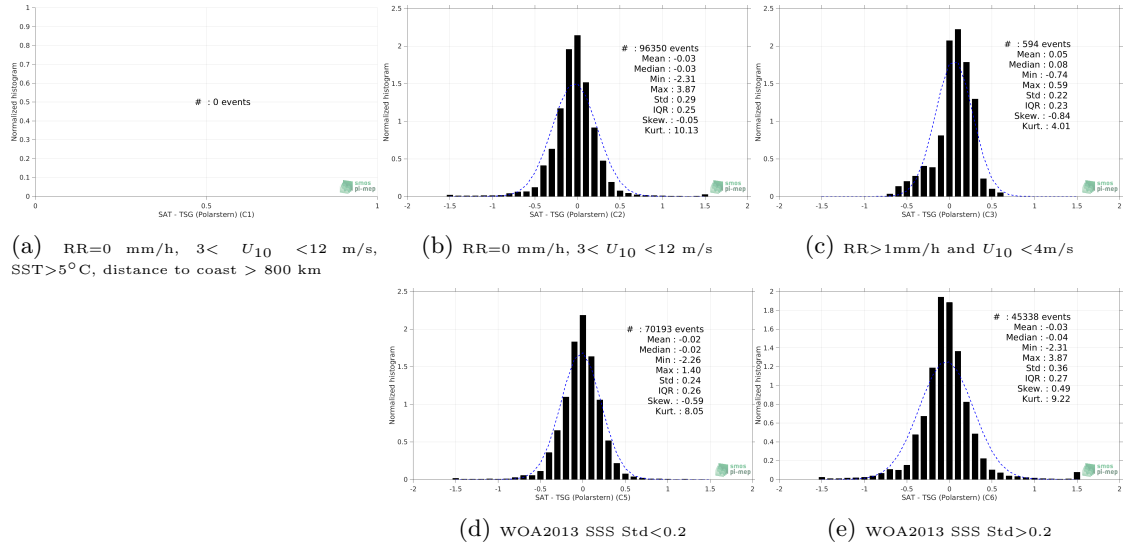 Normalized histogram
1
0.9
0.8
0.7
0.6
0.5
0.4
0.3
0.2
0.1
0
# : 0 events
0 0.5 1
SAT - TSG (Polarstern) (C1)
smos
pi-mep
(a) RR=0 mm/h, 3< U10 <12 m/s,
SST>5°C, distance to coast > 800 km
Normalized histogram
2.5
2
1.5
1
0.5
0
# : 96350 events
Mean : -0.03
Median : -0.03
Min : -2.31
Max : 3.87
Std : 0.29
IQR : 0.25
Skew. : -0.05
Kurt. : 10.13
-2 -1.5 -1 -0.5 0 0.5 1 1.5 2
SAT - TSG (Polarstern) (C2)
smos
pi-mep
(b) RR=0 mm/h, 3< U10 <12 m/s
Normalized histogram
2.5
2
1.5
1
0.5
0
# : 594 events
Mean : 0.05
Median : 0.08
Min : -0.74
Max : 0.59
Std : 0.22
IQR : 0.23
Skew. : -0.84
Kurt. : 4.01
-2 -1.5 -1 -0.5 0 0.5 1 1.5 2
SAT - TSG (Polarstern) (C3)
smos
pi-mep
(c) RR>1mm/h and U10 <4m/s
Normalized histogram
2.5
2
1.5
1
0.5
0
# : 70193 events
Mean : -0.02
Median : -0.02
Min : -2.26
Max : 1.40
Std : 0.24
IQR : 0.26
Skew. : -0.59
Kurt. : 8.05
-2 -1.5 -1 -0.5 0 0.5 1 1.5 2
SAT - TSG (Polarstern) (C5)
smos
pi-mep
(d) WOA2013 SSS Std<0.2
Normalized histogram
2
1.8
1.6
1.4
1.2
1
0.8
0.6
0.4
0.2
0
# : 45338 events
Mean : -0.03
Median : -0.04
Min : -2.31
Max : 3.87
Std : 0.36
IQR : 0.27
Skew. : 0.49
Kurt. : 9.22
-2 -1.5 -1 -0.5 0 0.5 1 1.5 2
SAT - TSG (Polarstern) (C6)
smos
pi-mep
(e) WOA2013 SSS Std>0.2